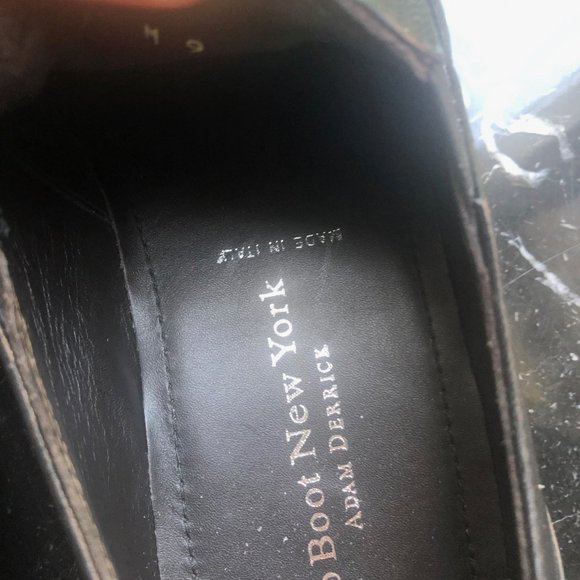 o Boot New York
Adam Derrick
MADE IN ITALY